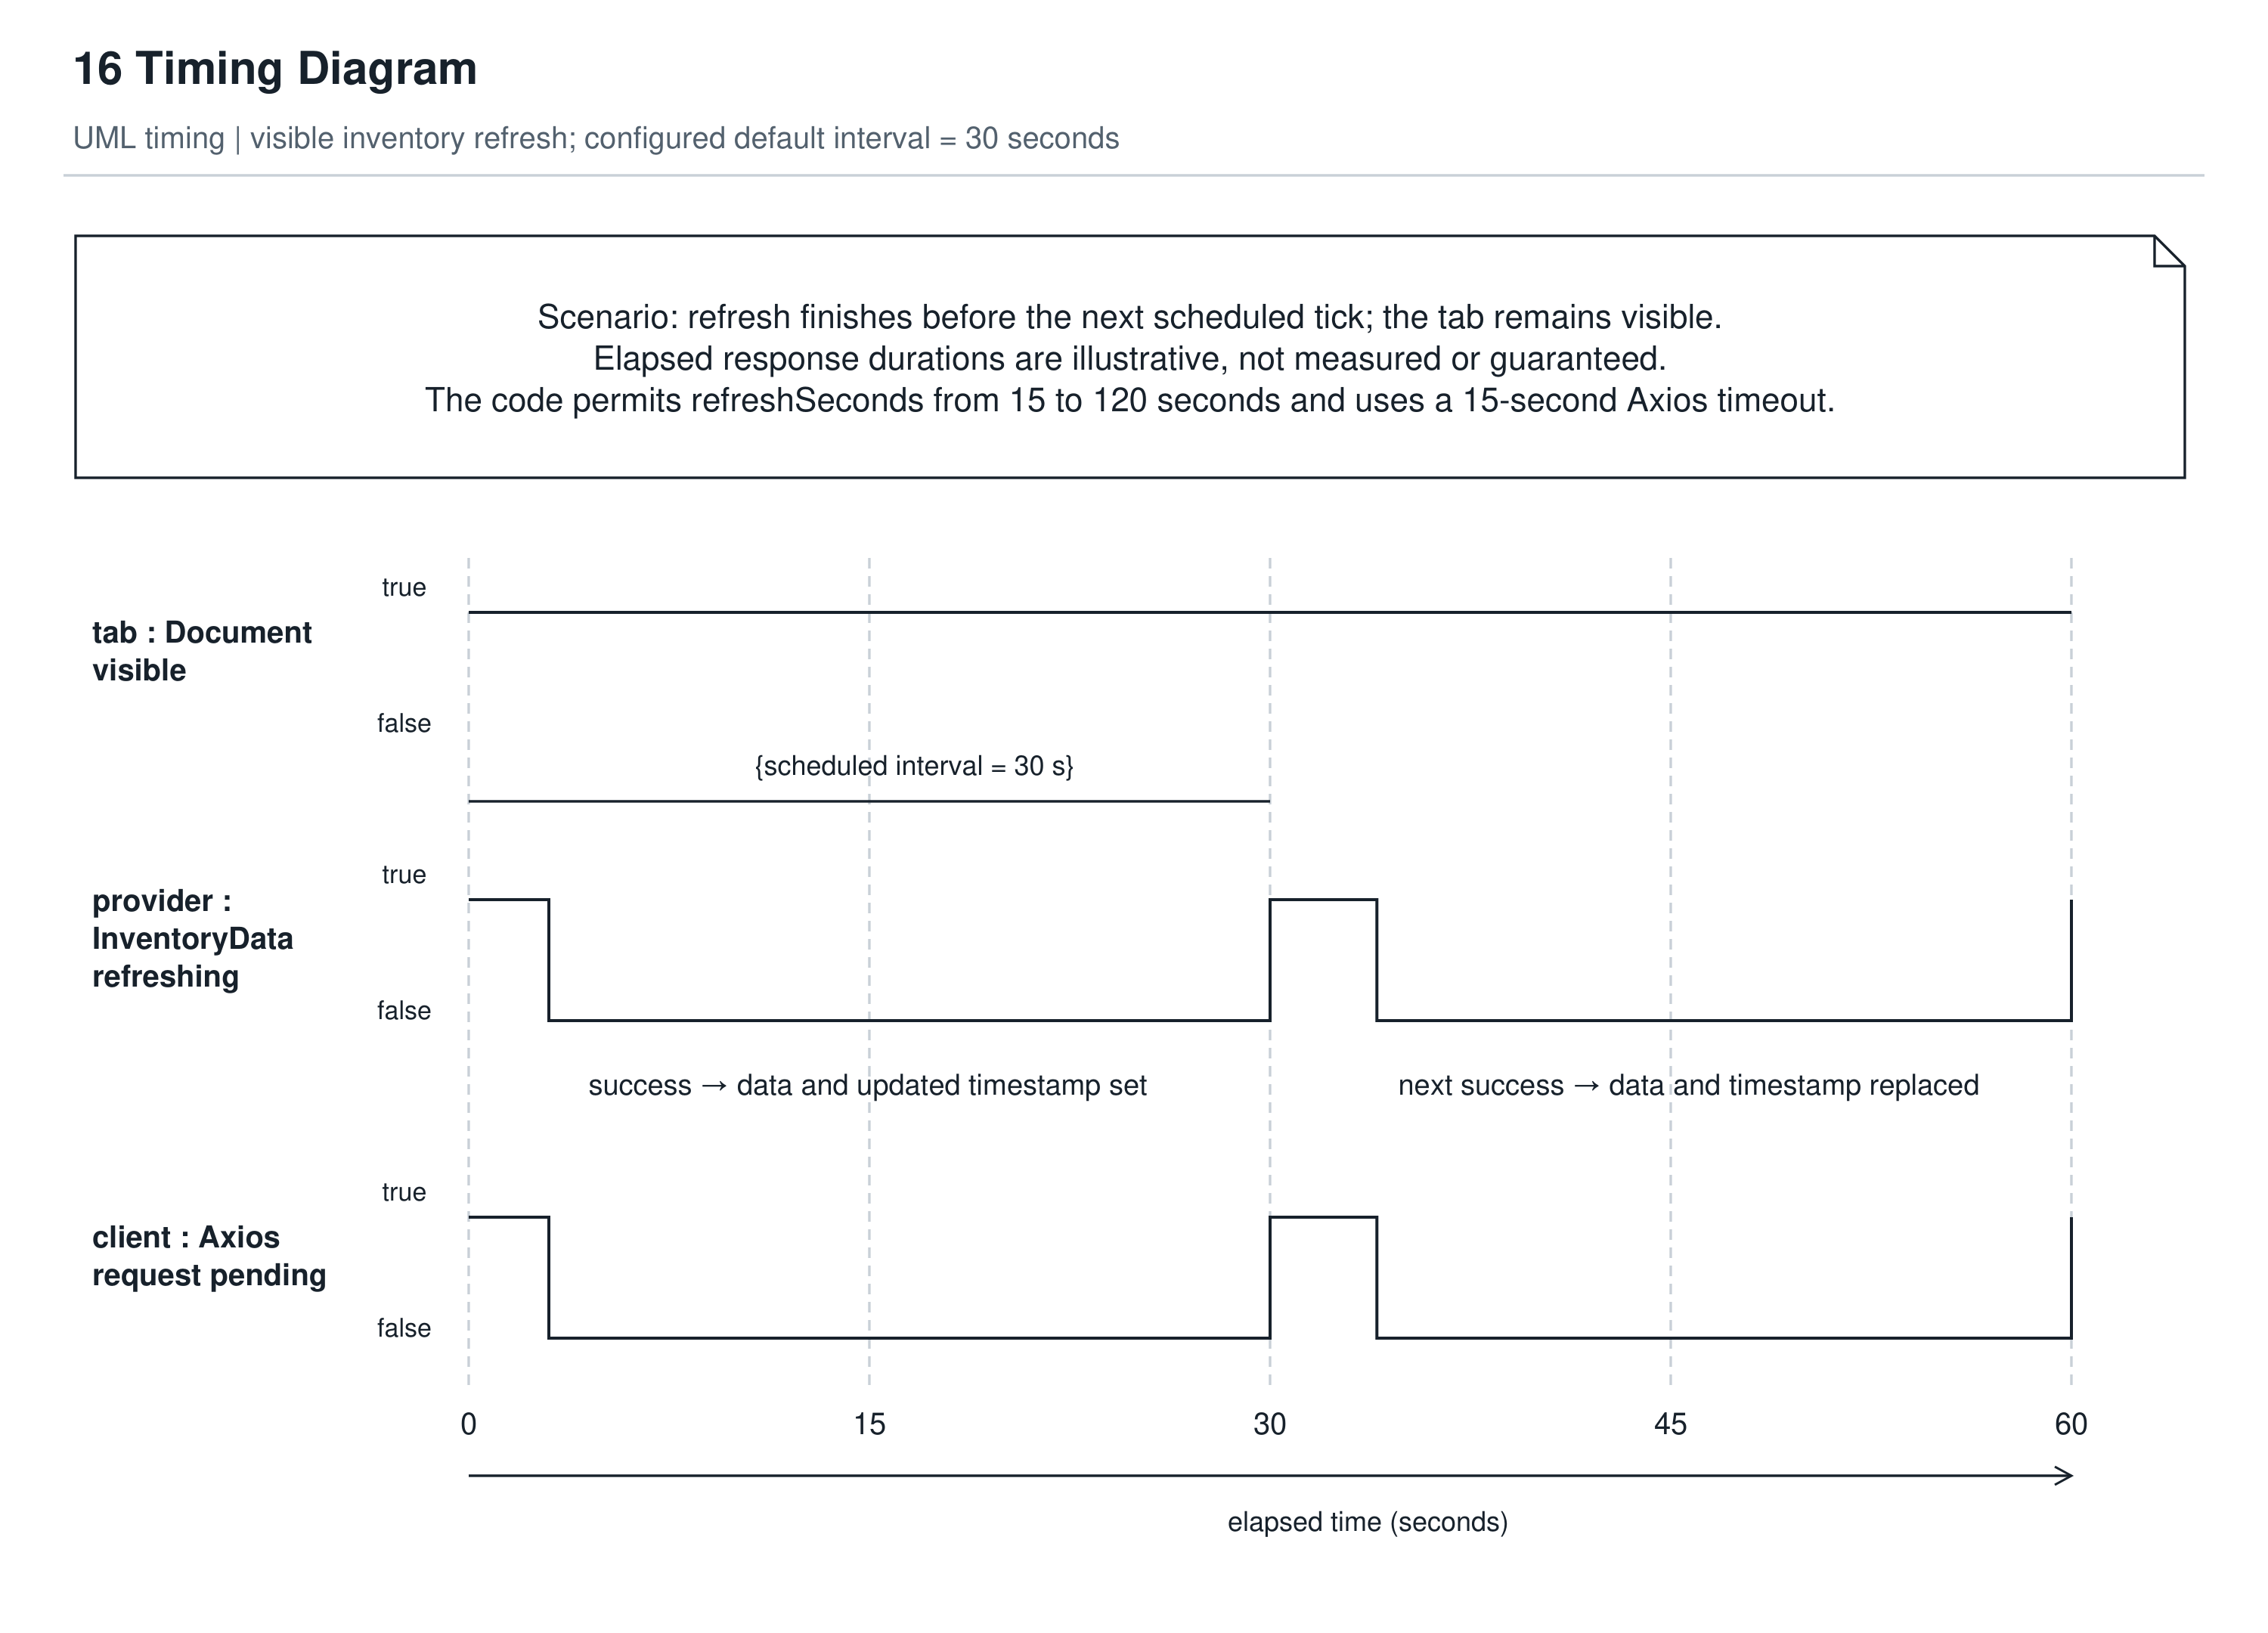 16 Timing Diagram
UML timing | visible inventory refresh; configured default interval = 30 seconds
Scenario: refresh finishes before the next scheduled tick; the tab remains visible.
Elapsed response durations are illustrative, not measured or guaranteed.
The code permits refreshSeconds from 15 to 120 seconds and uses a 15-second Axios timeout.
true
tab : Document
visible
false
{scheduled interval = 30 s}
true
provider :
InventoryData
refreshing
false
success → data and updated timestamp set
next success → data and timestamp replaced
true
client : Axios
request pending
false
0 15 30 45 60
elapsed time (seconds)